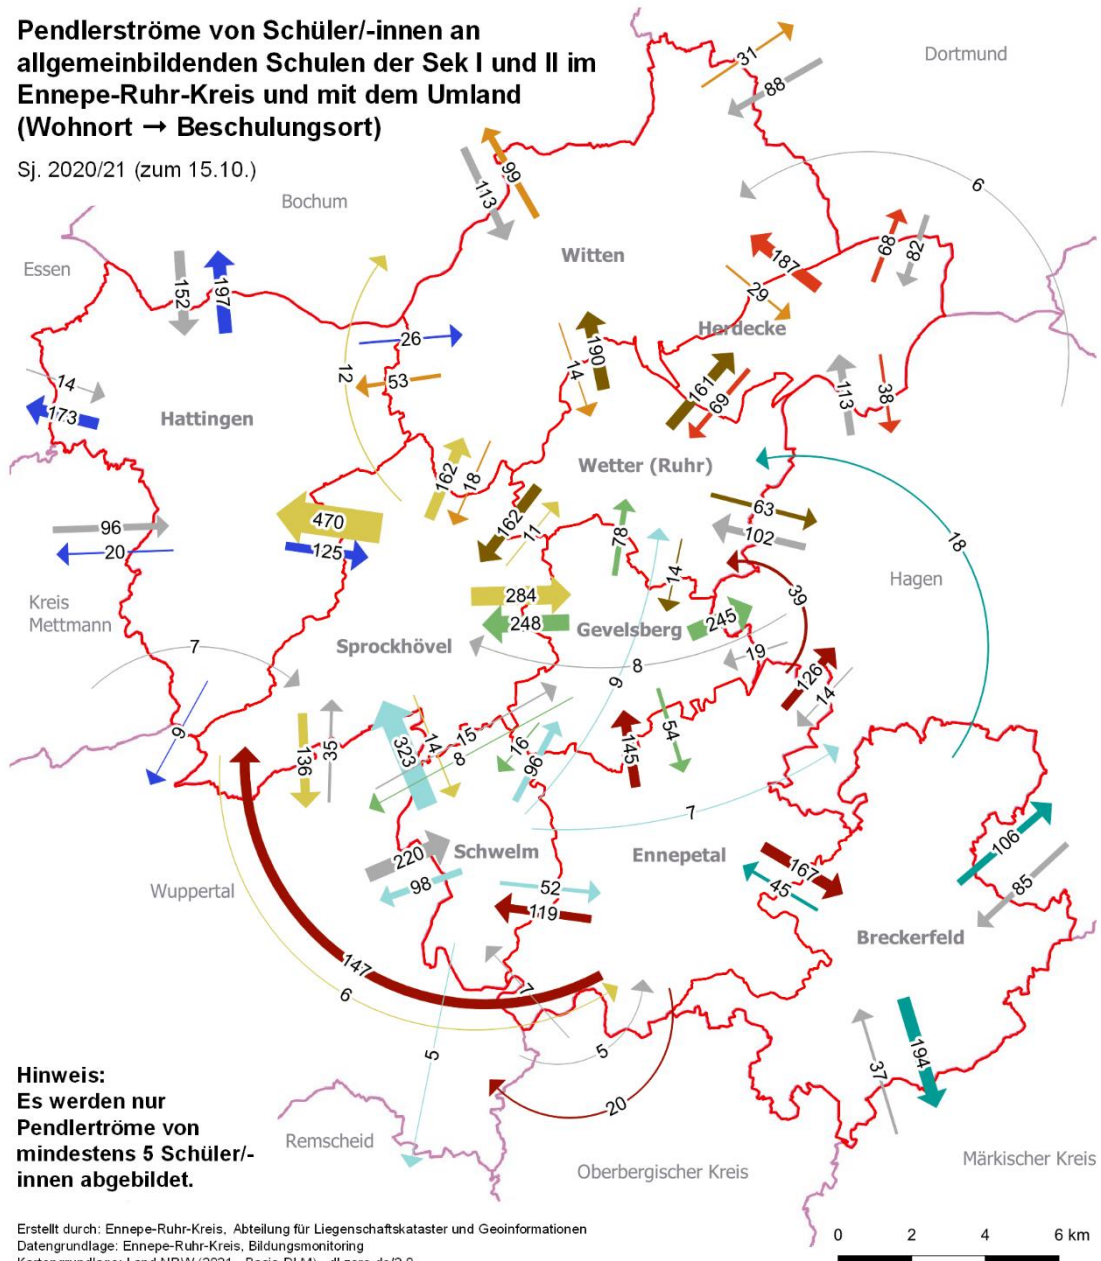 Pendlerströme von Schüler/-innen an
allgemeinbildenden Schulen der Sek I und II im
Ennepe-Ruhr-Kreis und mit dem Umland
(Wohnort → Beschulungsort)
Sj. 2020/21 (zum 15.10.)
31
88
Dortmund
99
113
6
Bochum
Witten
68
82
187
29
Essen
152
197
12
26
53
14
190
Herdecke
161
69
113
38
14
173
Hattingen
162
18
Wetter (Ruhr)
470
125
162
11
78
63
102
18
96
20
14
Hagen
Kreis
Mettmann
284
248
Gevelsberg
245
39
Sprockhövel
7
8
19
9
126
14
9
136
35
323
14
15
8
16
96
145
54
7
220
98
Schwelm
Ennepetal
52
119
167
45
106
85
Wuppertal
Breckerfeld
147
6
7
5
5
20
37
194
Hinweis:
Es werden nur
Pendlertröme von
mindestens 5 Schüler/-
innen abgebildet.
Remscheid
Oberbergischer Kreis
Märkischer Kreis
Erstellt durch: Ennepe-Ruhr-Kreis, Abteilung für Liegenschaftskataster und Geoinformationen
Datengrundlage: Ennepe-Ruhr-Kreis, Bildungsmonitoring
0 2 4 6 km